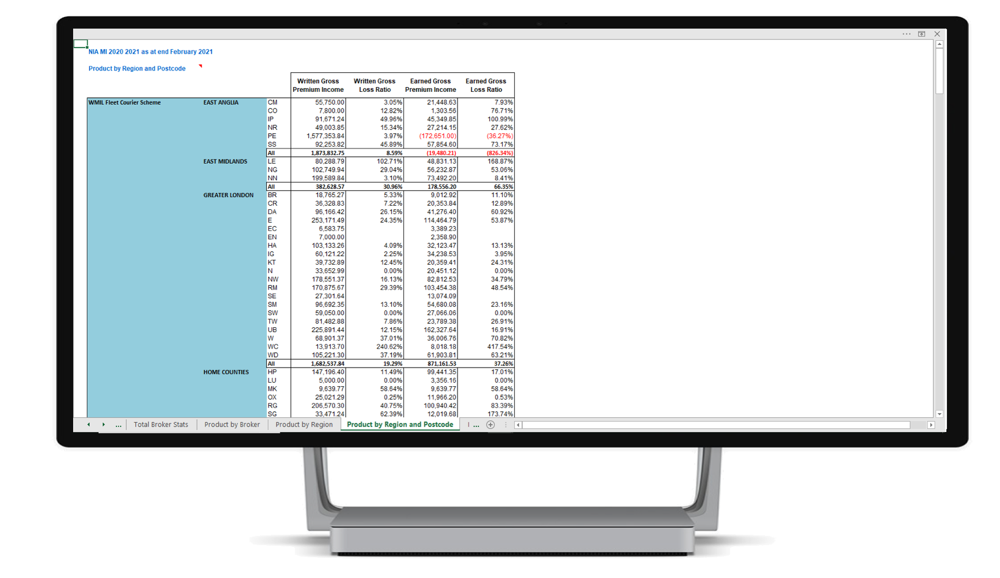 NIA MI 2020 2021 as at end February 2021
Product by Region and Postcode
Written Gross Premium Income Written Gross Loss Ratio Earned Gross Premium Income Earned Gross Loss Ratio
WMIL Fleet Courier Scheme EAST ANGLIA CM 55,750.00 3.05% 21,448.63 7.93%
CO 7,800.00 12.82% 1,303.56 76.71%
IP 91,671.24 49.96% 45,349.85 100.99%
NR 49,003.85 15.34% 27,214.15 27.62%
PE 1,577,353.84 3.97% (172,651.00) (36.27%)
SS 92,253.82 45.89% 57,854.60 73.17%
All 1,873,832.75 8.59% (19,480.21) (826.34%)
EAST MIDLANDS LE 80,288.79 102.71% 48,831.13 168.87%
NG 102,749.94 29.04% 56,232.87 53.06%
NN 199,589.84 3.10% 73,492.20 8.41%
All 382,628.57 30.96% 178,556.20 66.35%
GREATER LONDON BR 18,765.27 5.33% 9,012.92 11.10%
CR 36,328.83 7.22% 20,353.84 12.89%
DA 96,166.42 26.15% 41,276.40 60.92%
E 253,171.49 24.35% 114,464.79 53.87%
EC 6,583.75 3,389.23
EN 7,000.00 2,358.90
HA 103,133.26 4.09% 32,123.47 13.13%
IG 60,121.22 2.25% 34,238.53 3.95%
KT 39,732.89 12.45% 20,359.41 24.31%
N 33,652.99 0.00% 20,451.12 0.00%
NW 178,551.37 16.13% 82,812.53 34.79%
RM 170,875.67 29.39% 103,454.38 48.54%
SE 27,301.64 13,074.09
SM 96,692.35 13.10% 54,680.08 23.16%
SW 59,050.00 0.00% 27,066.06 0.00%
TW 81,482.88 7.86% 23,789.38 26.91%
UB 225,891.44 12.15% 162,327.64 16.91%
W 68,901.37 37.01% 36,006.76 70.82%
WC 13,913.70 240.62% 8,018.18 417.54%
WD 105,221.30 37.19% 61,903.81 63.21%
All 1,682,537.84 19.29% 871,161.53 37.26%
HOME COUNTIES HP 147,196.40 11.49% 99,441.35 17.01%
LU 5,000.00 0.00% 3,356.16 0.00%
MK 9,639.77 58.64% 9,639.77 58.64%
OX 25,021.29 0.25% 11,966.20 0.53%
RG 206,570.30 40.75% 100,940.42 83.39%
SG 33,471.24 62.39% 12,019.68 173.74%
... Total Broker Stats Product by Broker Product by Region Product by Region and Postcode ...